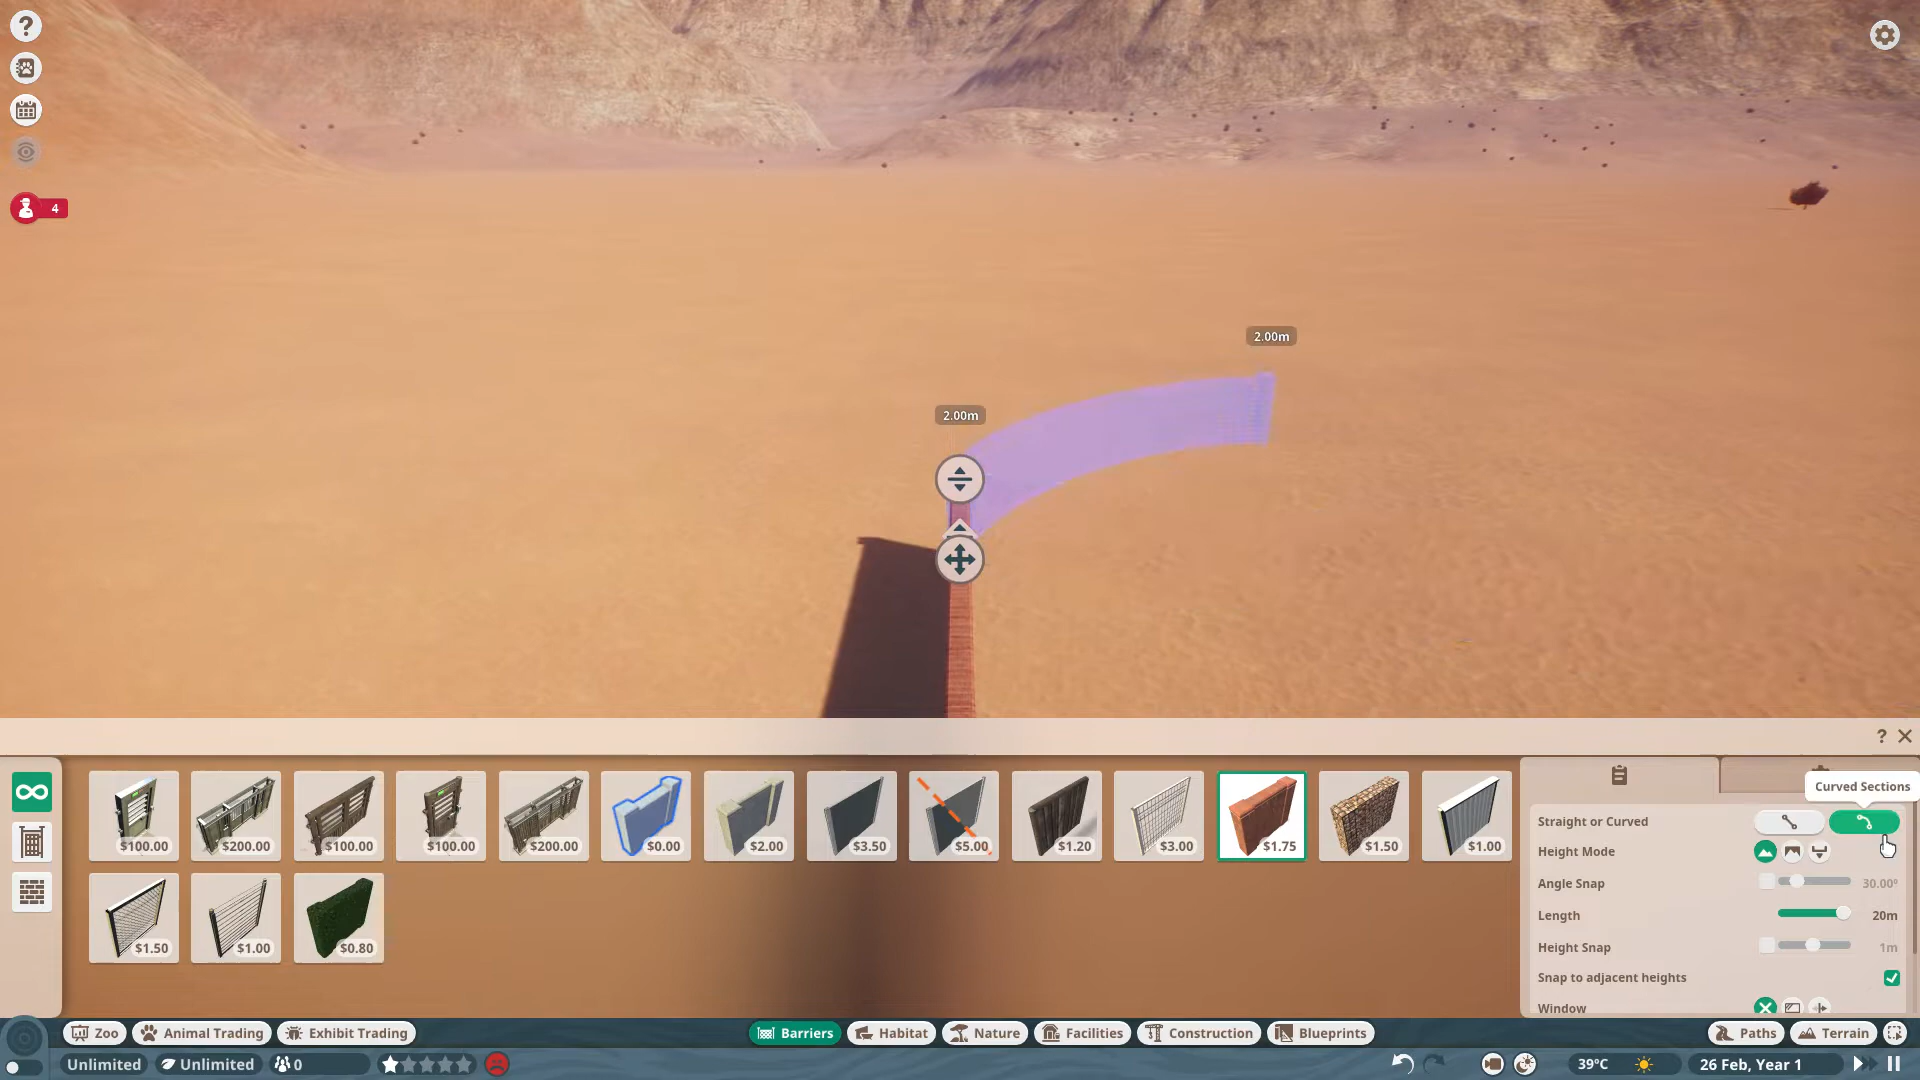 ?
4
2.00m
2.00m
?
$100.00
$200.00
$100.00
$100.00
$200.00
$0.00
$2.00
$3.50
$5.00
$1.20
$3.00
$1.75
$1.50
$1.00
$1.50
$1.00
$0.80
Curved Sections
Straight or Curved
Height Mode
Angle Snap 30.00°
Length 20m
Height Snap 1m
Snap to adjacent heights
Window
Zoo Animal Trading Exhibit Trading Barriers Habitat Nature Facilities Construction Blueprints Paths Terrain
Unlimited Unlimited 0 39°C 26 Feb, Year 1